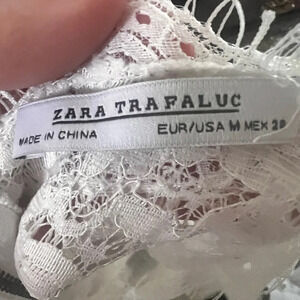 ZARA TRAFALUC
MADE IN CHINA EUR/USA M MEX 28